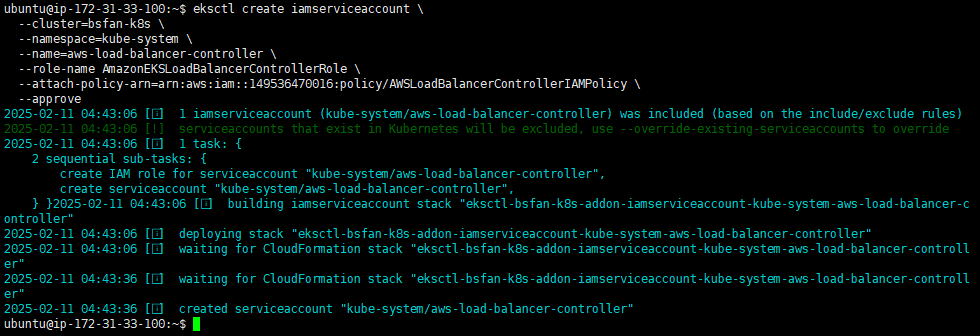 ubuntu@ip-172-31-33-100:~$ eksctl create iamserviceaccount \
  --cluster=bsfan-k8s \
  --namespace=kube-system \
  --name=aws-load-balancer-controller \
  --role-name AmazonEKSLoadBalancerControllerRole \
  --attach-policy-arn=arn:aws:iam::149536470016:policy/AWSLoadBalancerControllerIAMPolicy \
  --approve
2025-02-11 04:43:06 [ℹ]  1 iamserviceaccount (kube-system/aws-load-balancer-controller) was included (based on the include/exclude rules)
2025-02-11 04:43:06 [!]  serviceaccounts that exist in Kubernetes will be excluded, use --override-existing-serviceaccounts to override
2025-02-11 04:43:06 [ℹ]  1 task: {
    2 sequential sub-tasks: {
        create IAM role for serviceaccount "kube-system/aws-load-balancer-controller",
        create serviceaccount "kube-system/aws-load-balancer-controller",
    } }2025-02-11 04:43:06 [ℹ]  building iamserviceaccount stack "eksctl-bsfan-k8s-addon-iamserviceaccount-kube-system-aws-load-balancer-c
ontroller"
2025-02-11 04:43:06 [ℹ]  deploying stack "eksctl-bsfan-k8s-addon-iamserviceaccount-kube-system-aws-load-balancer-controller"
2025-02-11 04:43:06 [ℹ]  waiting for CloudFormation stack "eksctl-bsfan-k8s-addon-iamserviceaccount-kube-system-aws-load-balancer-controll
er"
2025-02-11 04:43:36 [ℹ]  waiting for CloudFormation stack "eksctl-bsfan-k8s-addon-iamserviceaccount-kube-system-aws-load-balancer-controll
er"
2025-02-11 04:43:36 [ℹ]  created serviceaccount "kube-system/aws-load-balancer-controller"
ubuntu@ip-172-31-33-100:~$